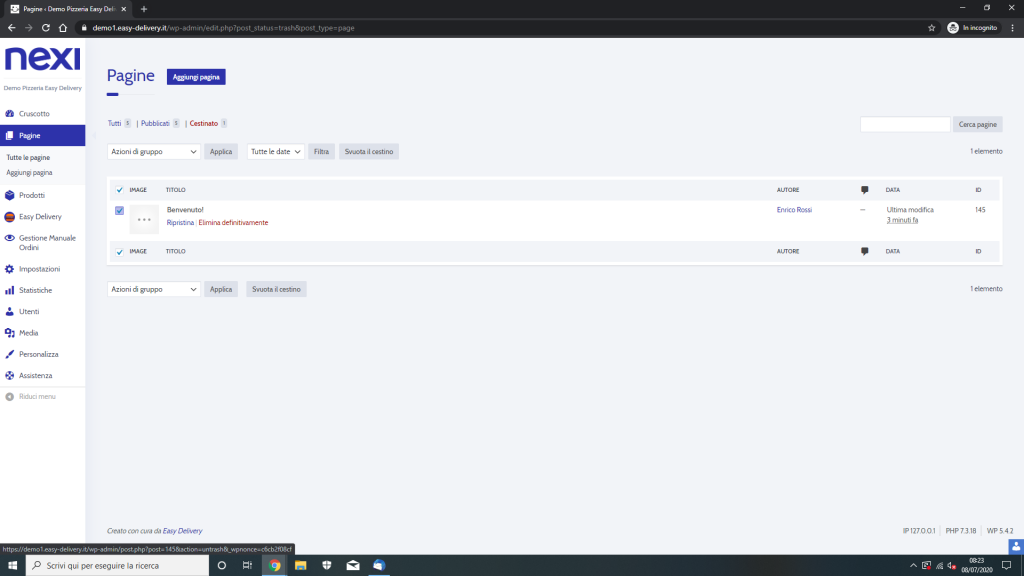 Pagine ‹ Demo Pizzeria Easy Deli
demo1.easy-delivery.it/wp-admin/edit.php?post_status=trash&post_type=page
In incognito
nexi
Demo Pizzeria Easy Delivery
Cruscotto
Pagine
Tutte le pagine
Aggiungi pagina
Prodotti
Easy Delivery
Gestione Manuale
Ordini
Impostazioni
Statistiche
Utenti
Media
Personalizza
Assistenza
Riduci menu
Pagine
Aggiungi pagina
Tutti 5 | Pubblicati 5 | Cestinato 1
Cerca pagine
Azioni di gruppo
Applica
Tutte le date
Filtra
Svuota il cestino
1 elemento
IMAGE TITOLO AUTORE DATA ID
Benvenuto! Enrico Rossi — Ultima modifica 145
Ripristina | Elimina definitivamente 3 minuti fa
IMAGE TITOLO AUTORE DATA ID
Azioni di gruppo
Applica
Svuota il cestino
1 elemento
Creato con cura da Easy Delivery
IP 127.0.0.1 | PHP 7.3.18 | WP 5.4.2
https://demo1.easy-delivery.it/wp-admin/post.php?post=145&action=untrash&_wpnonce=c6cb2f08cf
Scrivi qui per eseguire la ricerca
08:23
08/07/2020